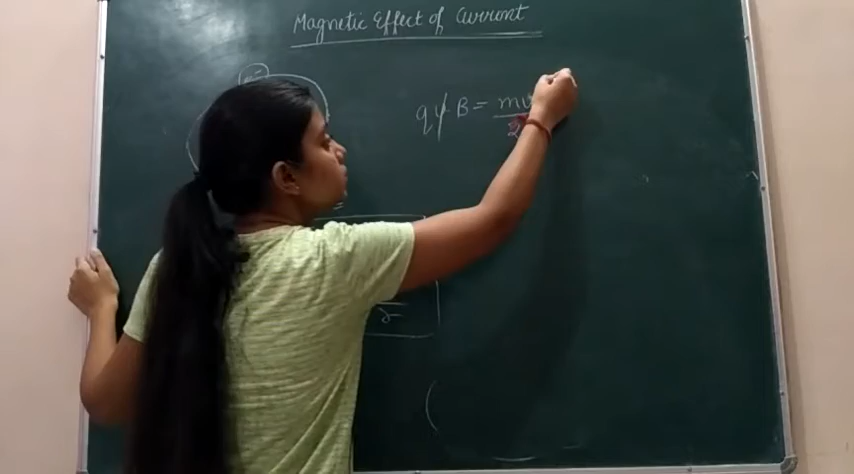 Magnetic Effect of Current
e⁻
qvB = mv
r
r